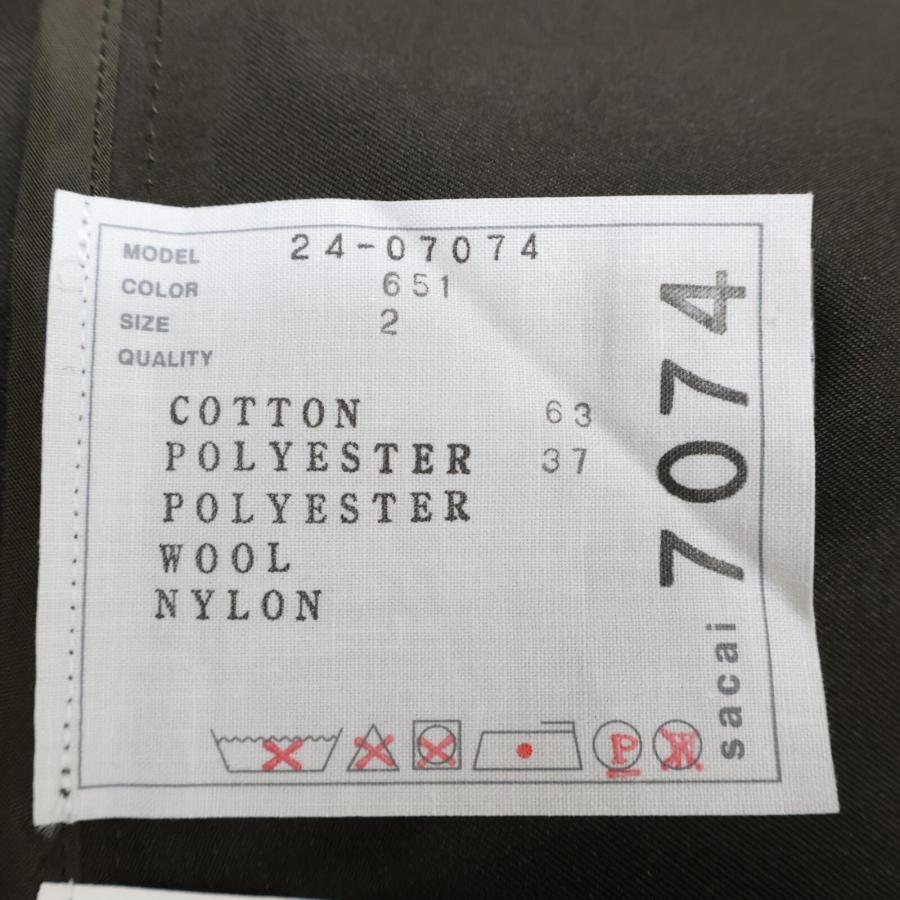 MODEL 24-07074
COLOR 651
SIZE 2
QUALITY
COTTON 63
POLYESTER 37
POLYESTER
WOOL
NYLON
P W
sacai 7074